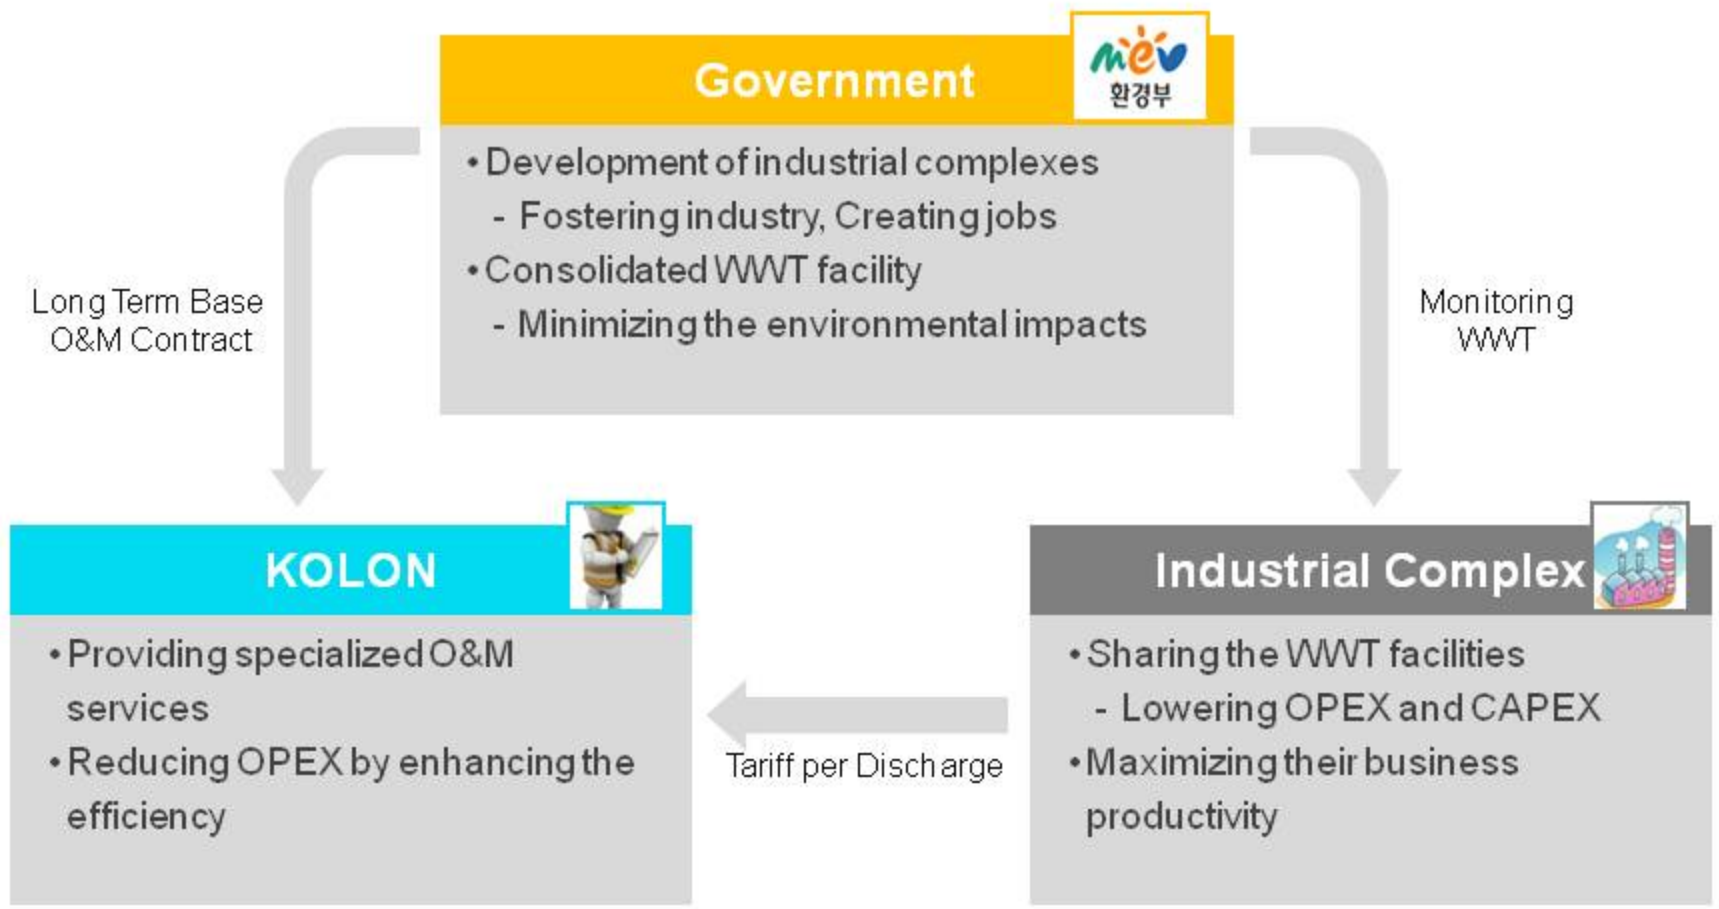 Government
mev
환경부
• Development of industrial complexes
- Fostering industry, Creating jobs
• Consolidated WWT facility
- Minimizing the environmental impacts
Long Term Base
O&M Contract
Monitoring
WWT
KOLON
• Providing specialized O&M
services
• Reducing OPEX by enhancing the
efficiency
Tariff per Discharge
Industrial Complex
• Sharing the WWT facilities
- Lowering OPEX and CAPEX
• Maximizing their business
productivity